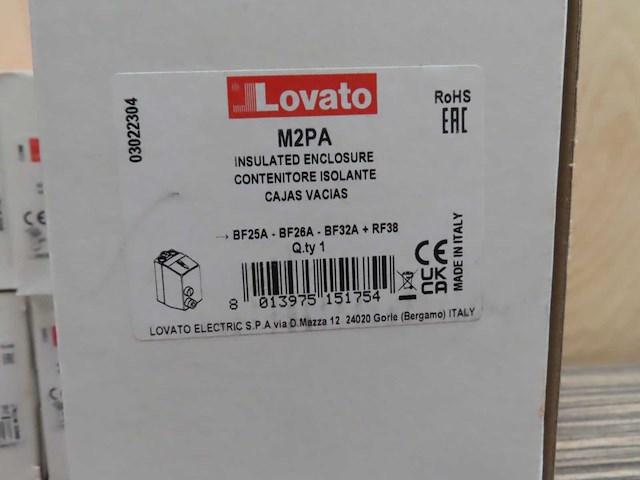 Lovato
RoHS
EAC
03022304
M2PA
INSULATED ENCLOSURE
CONTENITORE ISOLANTE
CAJAS VACIAS
→ BF25A - BF26A - BF32A + RF38
Q.ty 1
CE
UK
CA
MADE IN ITALY
8 013975 151754
LOVATO ELECTRIC S.P.A via D.Mazza 12 24020 Gorle (Bergamo) ITALY